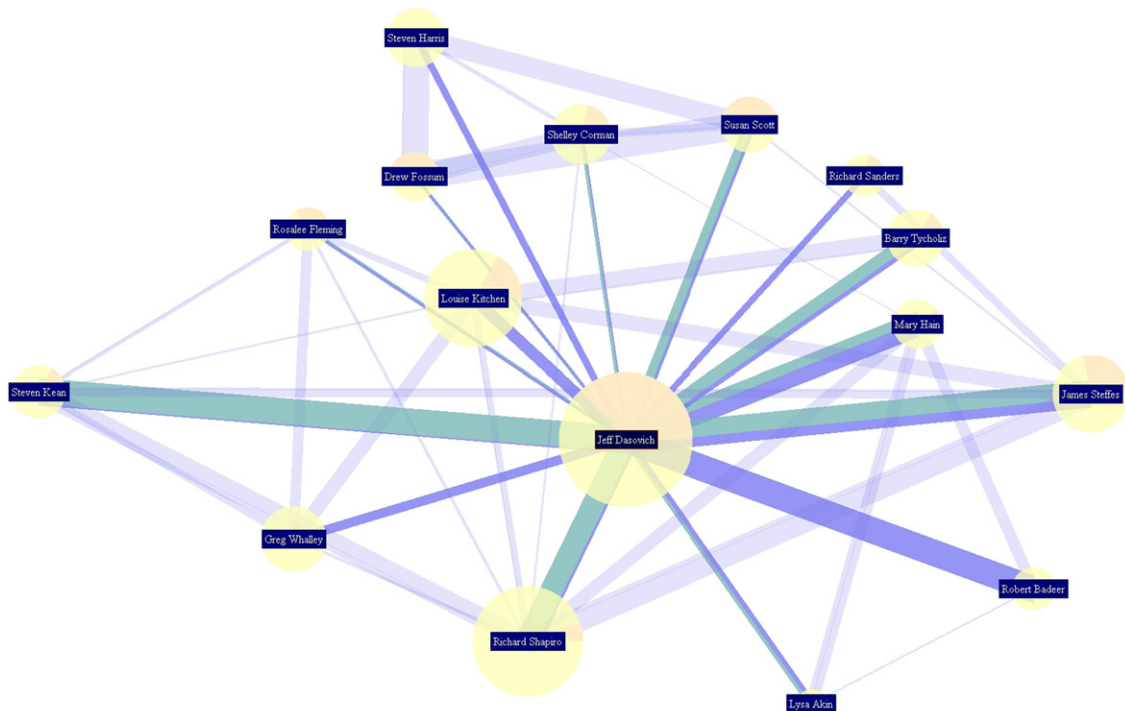 Steven Harris
Susan Scott
Shelley Corman
Drew Fossum
Richard Sanders
Rosalee Fleming
Barry Tycholiz
Louise Kitchen
Mary Hain
Steven Kean
James Steffes
Jeff Dasovich
Greg Whalley
Robert Badeer
Richard Shapiro
Lysa Akin